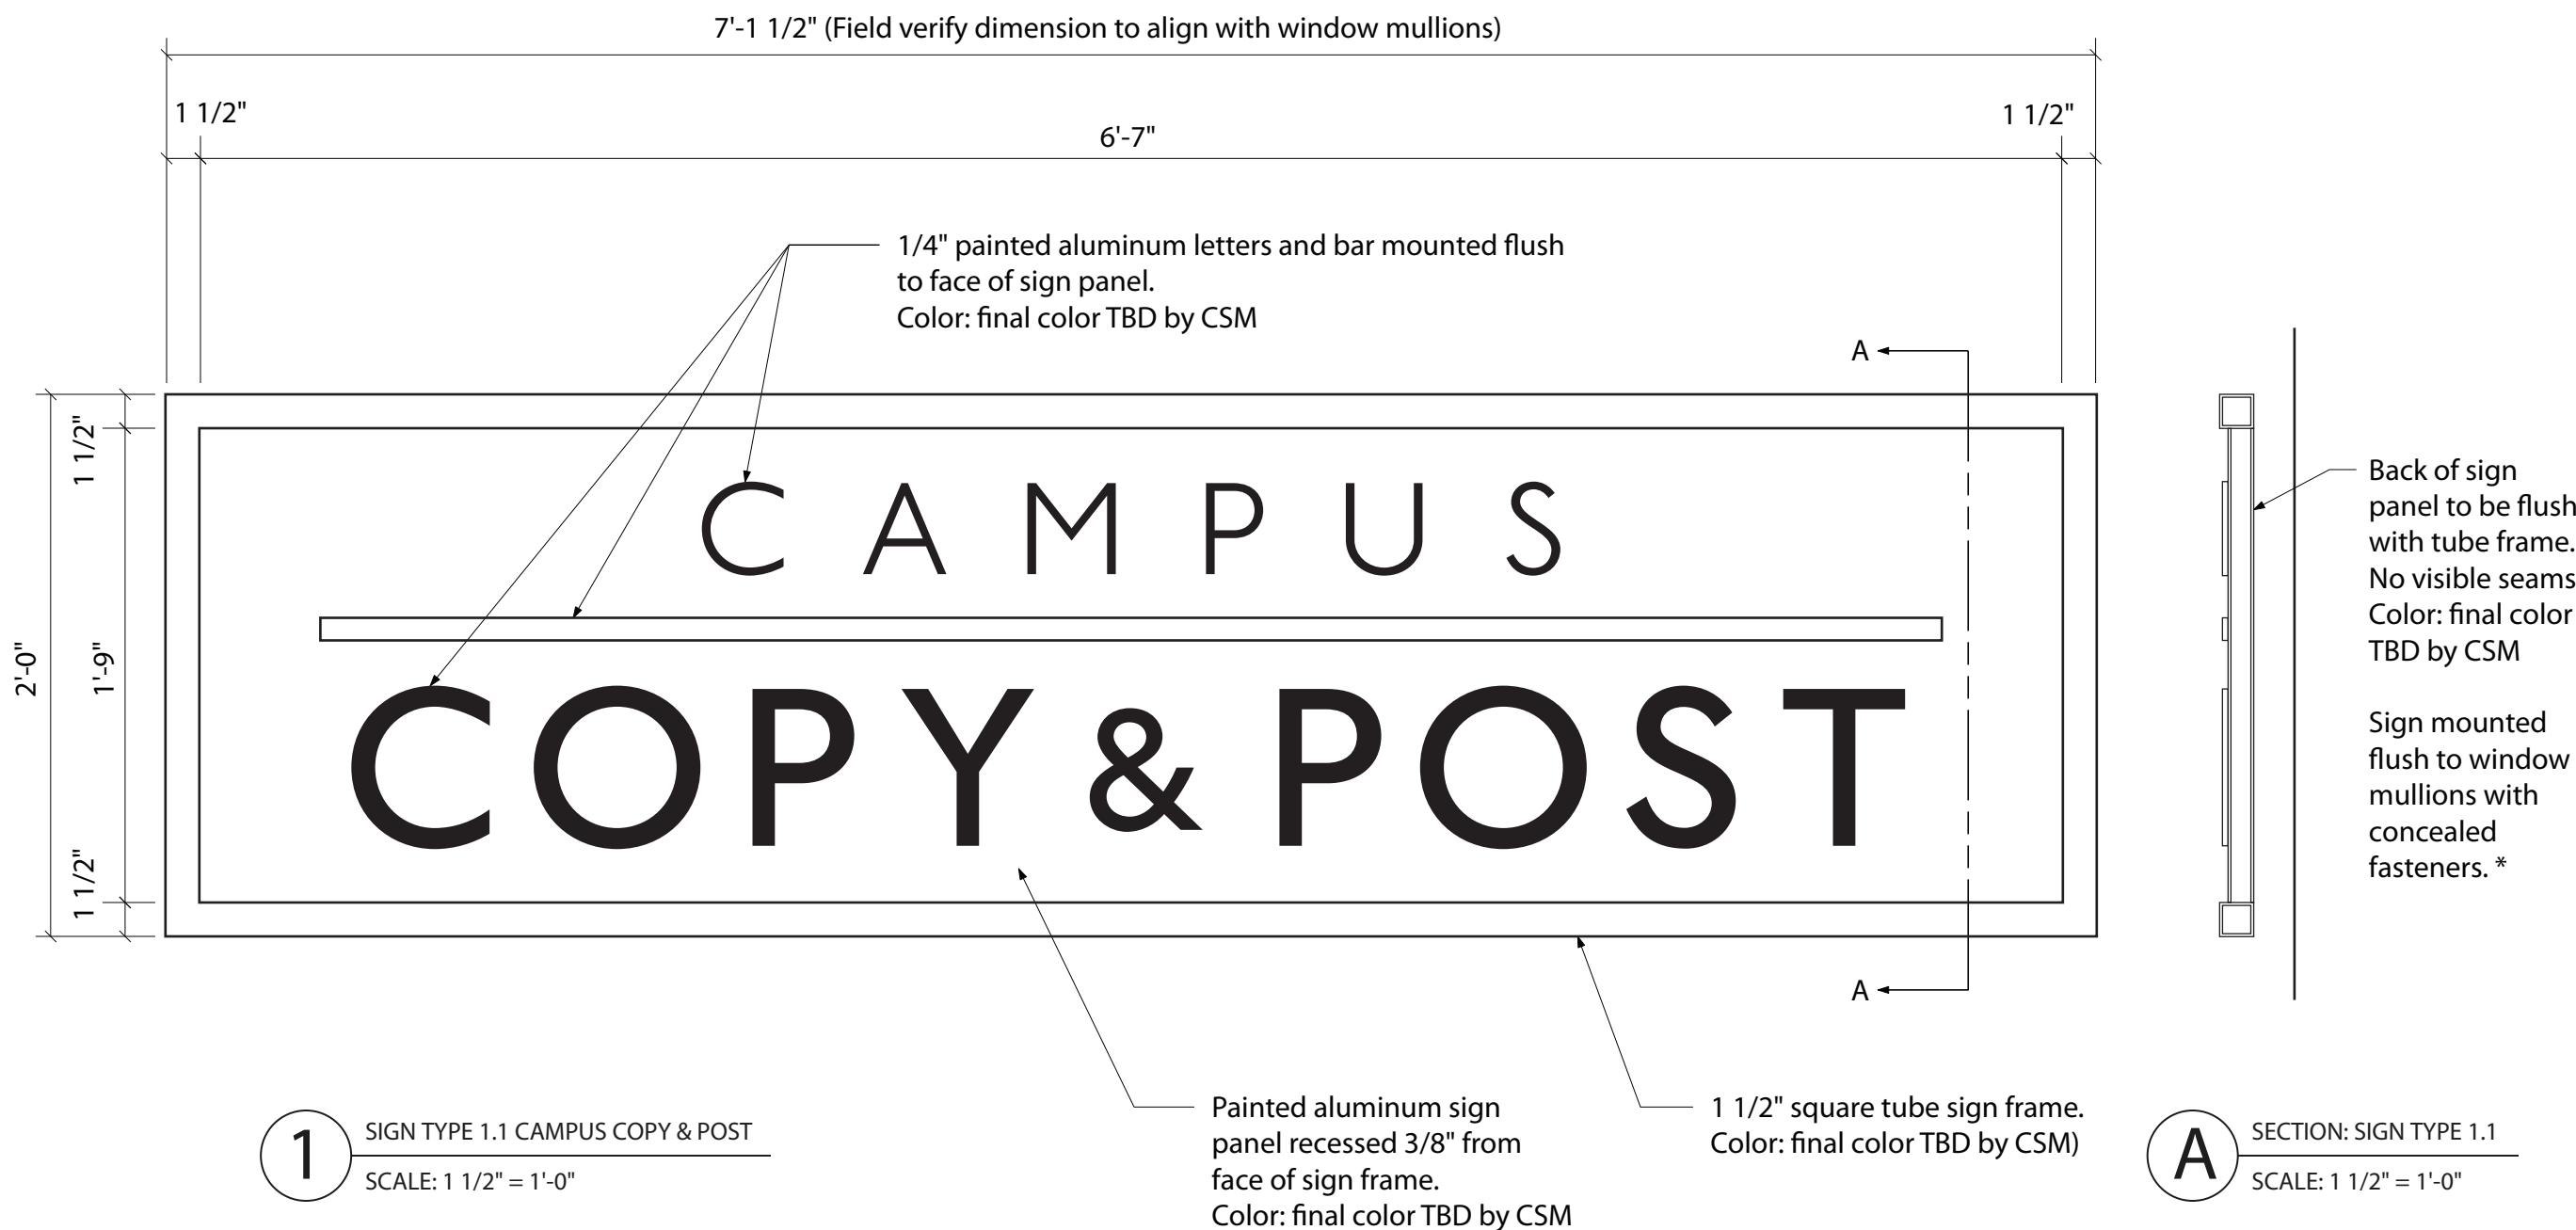 7'-1 1/2" (Field verify dimension to align with window mullions)
1 1/2"
6'-7"
1 1/2"
1/4" painted aluminum letters and bar mounted flush
to face of sign panel.
Color: final color TBD by CSM
A
2'-0"
1 1/2"
1'-9"
1 1/2"
CAMPUS
COPY & POST
A
Back of sign
panel to be flush
with tube frame.
No visible seams
Color: final color
TBD by CSM
Sign mounted
flush to window
mullions with
concealed
fasteners. *
Painted aluminum sign
panel recessed 3/8" from
face of sign frame.
Color: final color TBD by CSM
1 1/2" square tube sign frame.
Color: final color TBD by CSM)
1
SIGN TYPE 1.1 CAMPUS COPY & POST
SCALE: 1 1/2" = 1'-0"
A
SECTION: SIGN TYPE 1.1
SCALE: 1 1/2" = 1'-0"